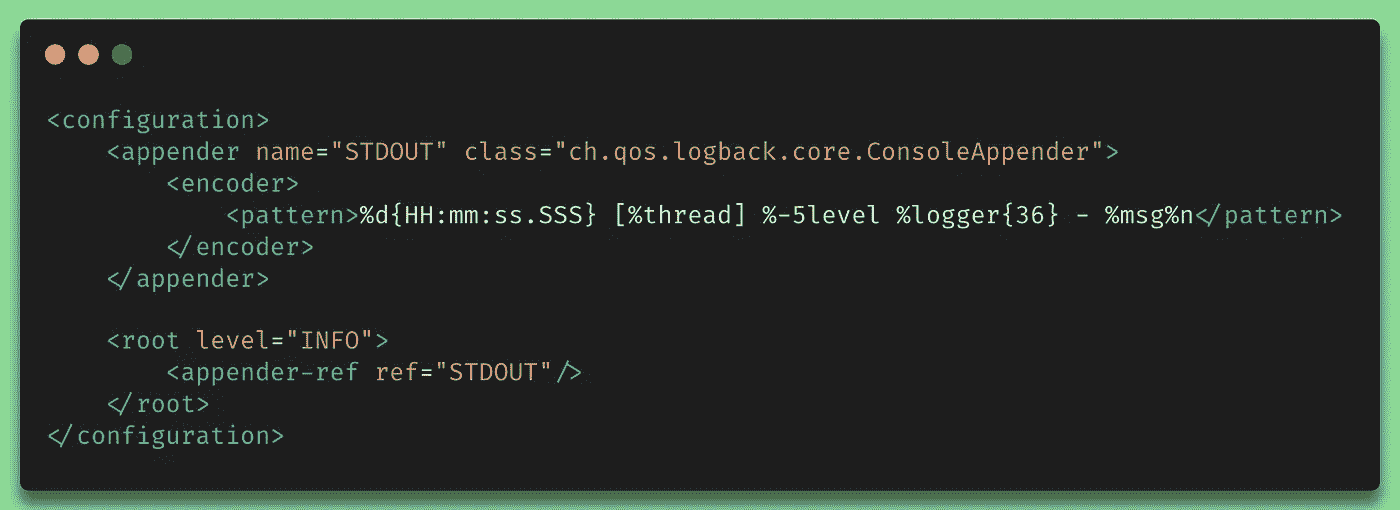 <configuration>
    <appender name="STDOUT" class="ch.qos.logback.core.ConsoleAppender">
        <encoder>
            <pattern>%d{HH:mm:ss.SSS} [%thread] %-5level %logger{36} - %msg%n</pattern>
        </encoder>
    </appender>
    <root level="INFO">
        <appender-ref ref="STDOUT"/>
    </root>
</configuration>